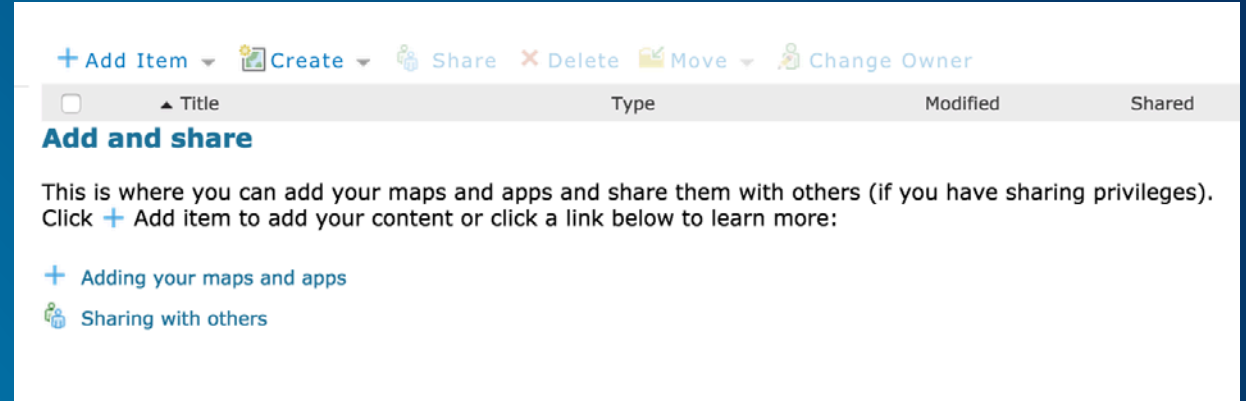 + Add Item Create Share Delete Move Change Owner
Title Type Modified Shared
Add and share
This is where you can add your maps and apps and share them with others (if you have sharing privileges).
Click + Add item to add your content or click a link below to learn more:
+ Adding your maps and apps
Sharing with others